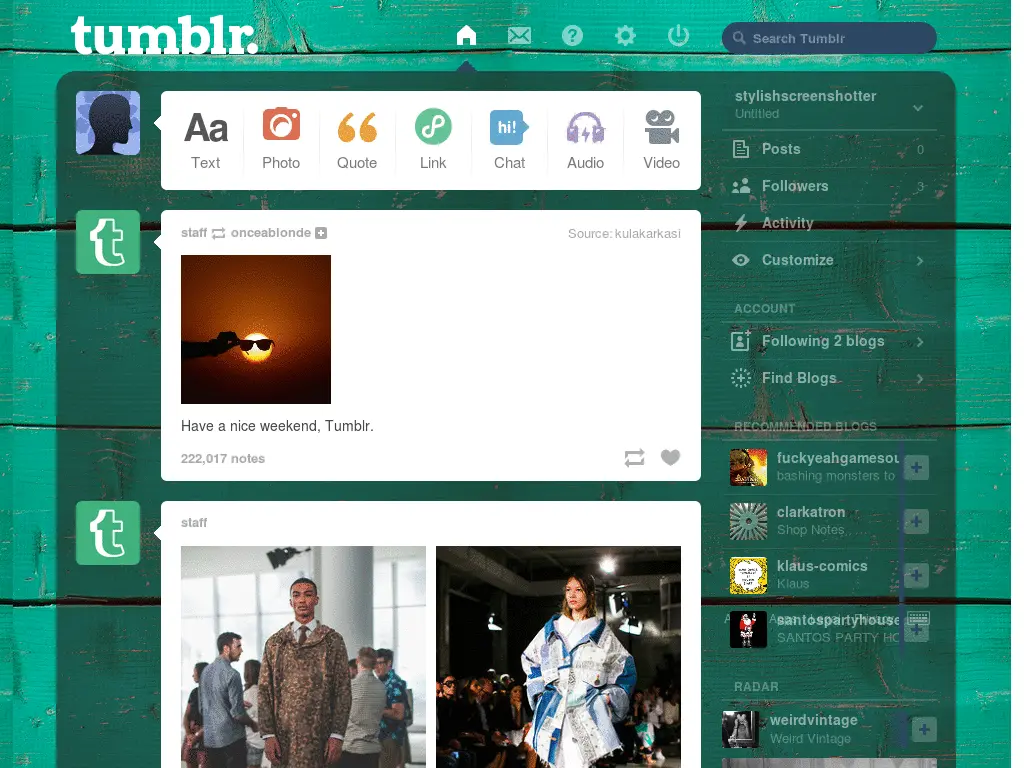 tumblr.
Search Tumblr
Aa
hi!
Text
Photo
Quote
Link
Chat
Audio
Video
staff onceablonde
Source: kulakarkasi
Have a nice weekend, Tumblr.
222,017 notes
staff
stylishscreenshotter
Untitled
Posts 0
Followers 3
Activity
Customize
ACCOUNT
Following 2 blogs
Find Blogs
RECOMMENDED BLOGS
fuckyeahgamesou
bashing monsters to
clarkatron
Shop Notes
klaus-comics
Klaus
santospartyhouse
SANTOS PARTY HO
RADAR
weirdvintage
Weird Vintage